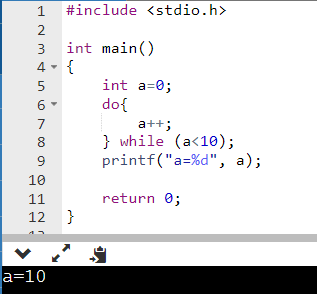 1 #include <stdio.h>
2
3 int main()
4 {
5     int a=0;
6     do{
7         a++;
8     } while (a<10);
9     printf("a=%d", a);
10
11     return 0;
12 }
a=10